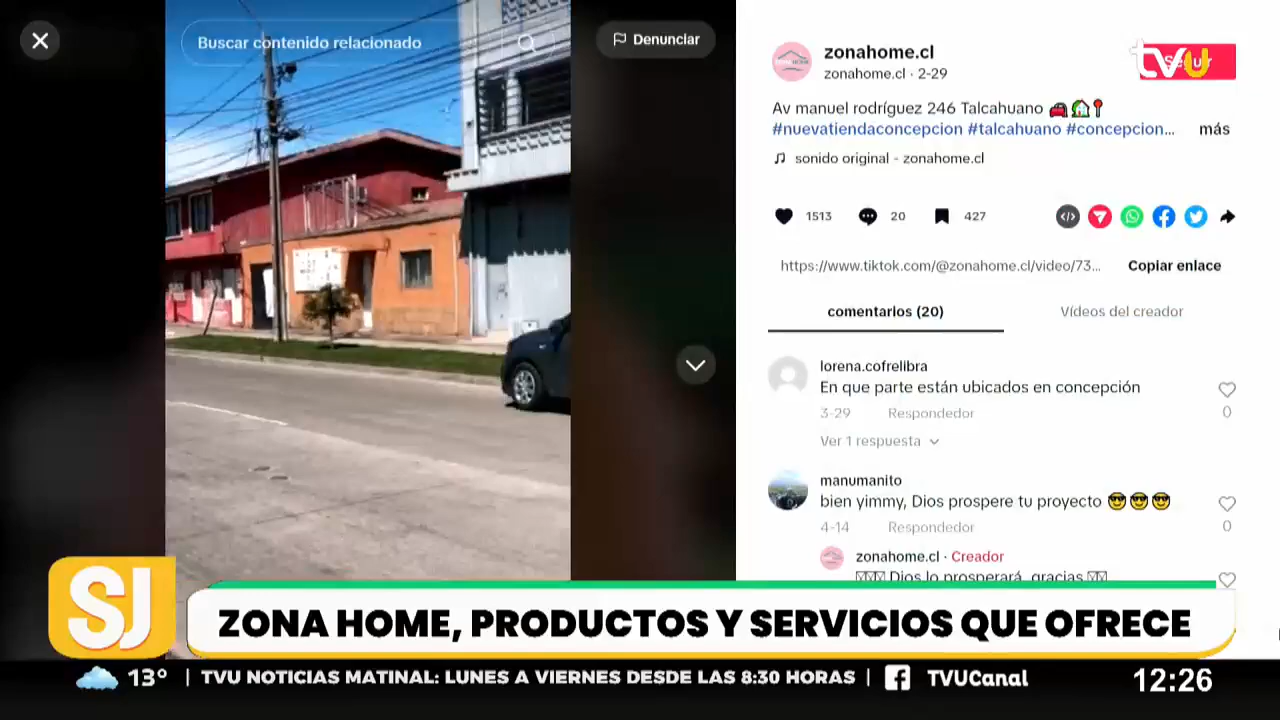 Buscar contenido relacionado
Denunciar
zonahome.cl
zonahome.cl · 2-29
tvU
Av manuel rodríguez 246 Talcahuano 🚗🏡📍
#nuevatiendaconcepcion #talcahuano #concepcion... más
sonido original - zonahome.cl
1513 20 427
https://www.tiktok.com/@zonahome.cl/video/73... Copiar enlace
comentarios (20) Vídeos del creador
lorena.cofrelibra
En que parte están ubicados en concepción
3-29 Respondedor 0
Ver 1 respuesta
manumanito
bien yimmy, Dios prospere tu proyecto 😎😎😎
4-14 Respondedor 0
zonahome.cl · Creador
Dios lo prosperará, gracias
SJ
ZONA HOME, PRODUCTOS Y SERVICIOS QUE OFRECE
13° | TVU NOTICIAS MATINAL: LUNES A VIERNES DESDE LAS 8:30 HORAS | TVUCanal 12:26